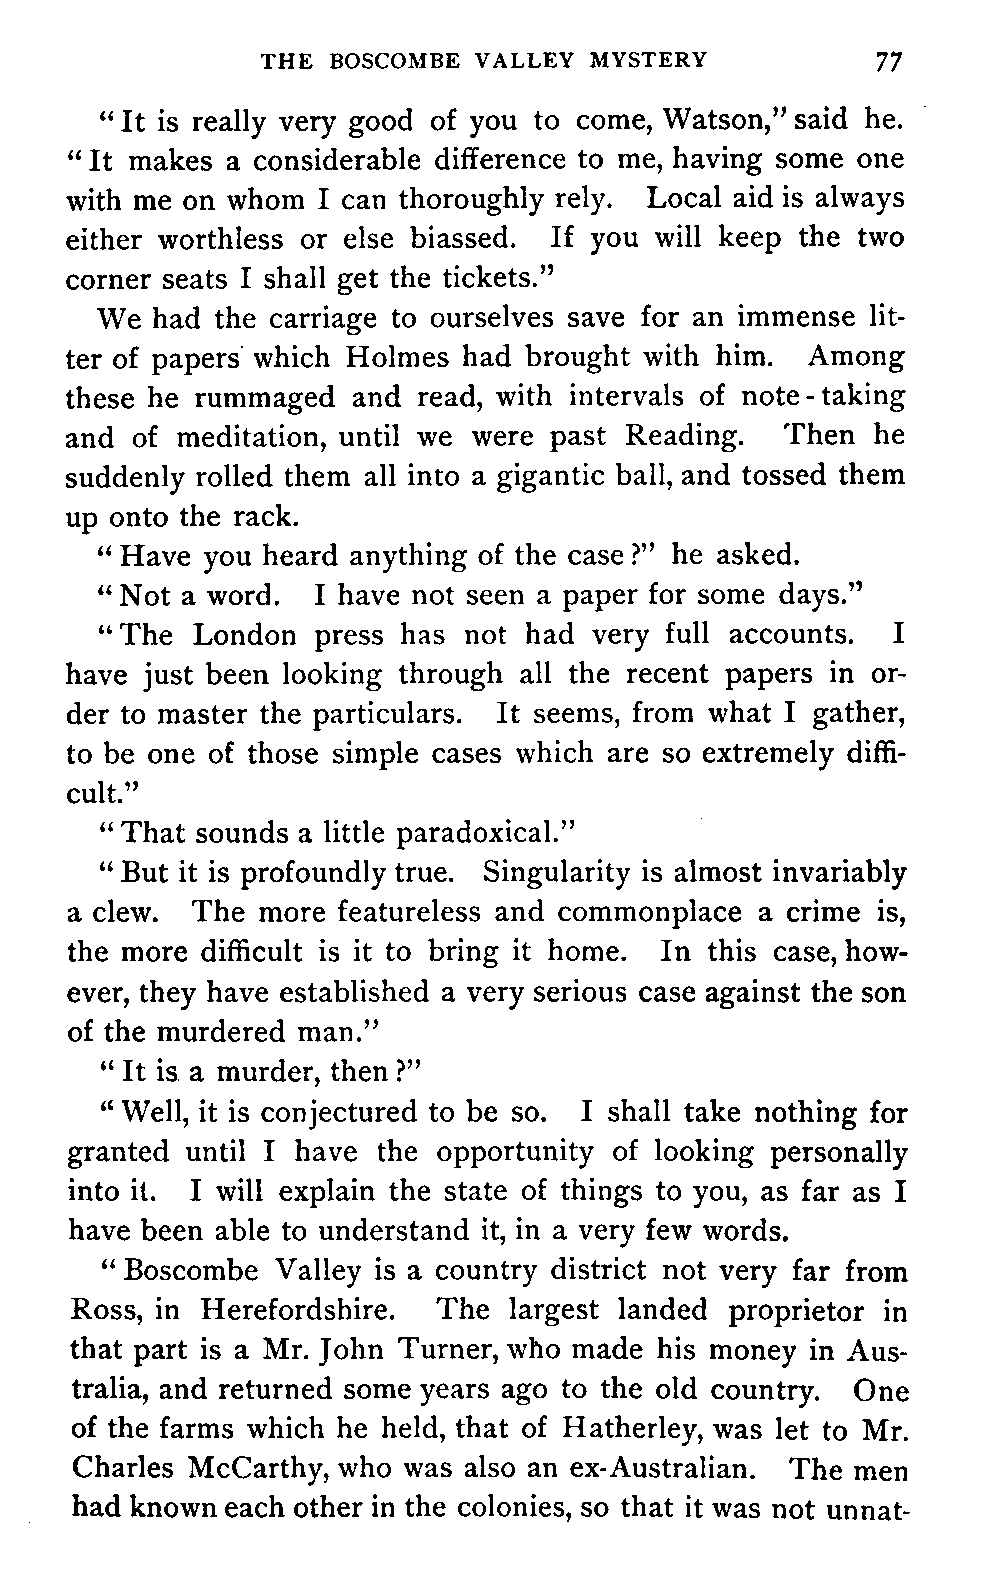 THE BOSCOMBE VALLEY MYSTERY 77
“It is really very good of you to come, Watson,” said he.
“It makes a considerable difference to me, having some one
with me on whom I can thoroughly rely. Local aid is always
either worthless or else biassed. If you will keep the two
corner seats I shall get the tickets.”
We had the carriage to ourselves save for an immense lit-
ter of papers which Holmes had brought with him. Among
these he rummaged and read, with intervals of note-taking
and of meditation, until we were past Reading. Then he
suddenly rolled them all into a gigantic ball, and tossed them
up onto the rack.
“Have you heard anything of the case?” he asked.
“Not a word. I have not seen a paper for some days.”
“The London press has not had very full accounts. I
have just been looking through all the recent papers in or-
der to master the particulars. It seems, from what I gather,
to be one of those simple cases which are so extremely diffi-
cult.”
“That sounds a little paradoxical.”
“But it is profoundly true. Singularity is almost invariably
a clew. The more featureless and commonplace a crime is,
the more difficult is it to bring it home. In this case, how-
ever, they have established a very serious case against the son
of the murdered man.”
“It is a murder, then?”
“Well, it is conjectured to be so. I shall take nothing for
granted until I have the opportunity of looking personally
into it. I will explain the state of things to you, as far as I
have been able to understand it, in a very few words.
“Boscombe Valley is a country district not very far from
Ross, in Herefordshire. The largest landed proprietor in
that part is a Mr. John Turner, who made his money in Aus-
tralia, and returned some years ago to the old country. One
of the farms which he held, that of Hatherley, was let to Mr.
Charles McCarthy, who was also an ex-Australian. The men
had known each other in the colonies, so that it was not unnat-